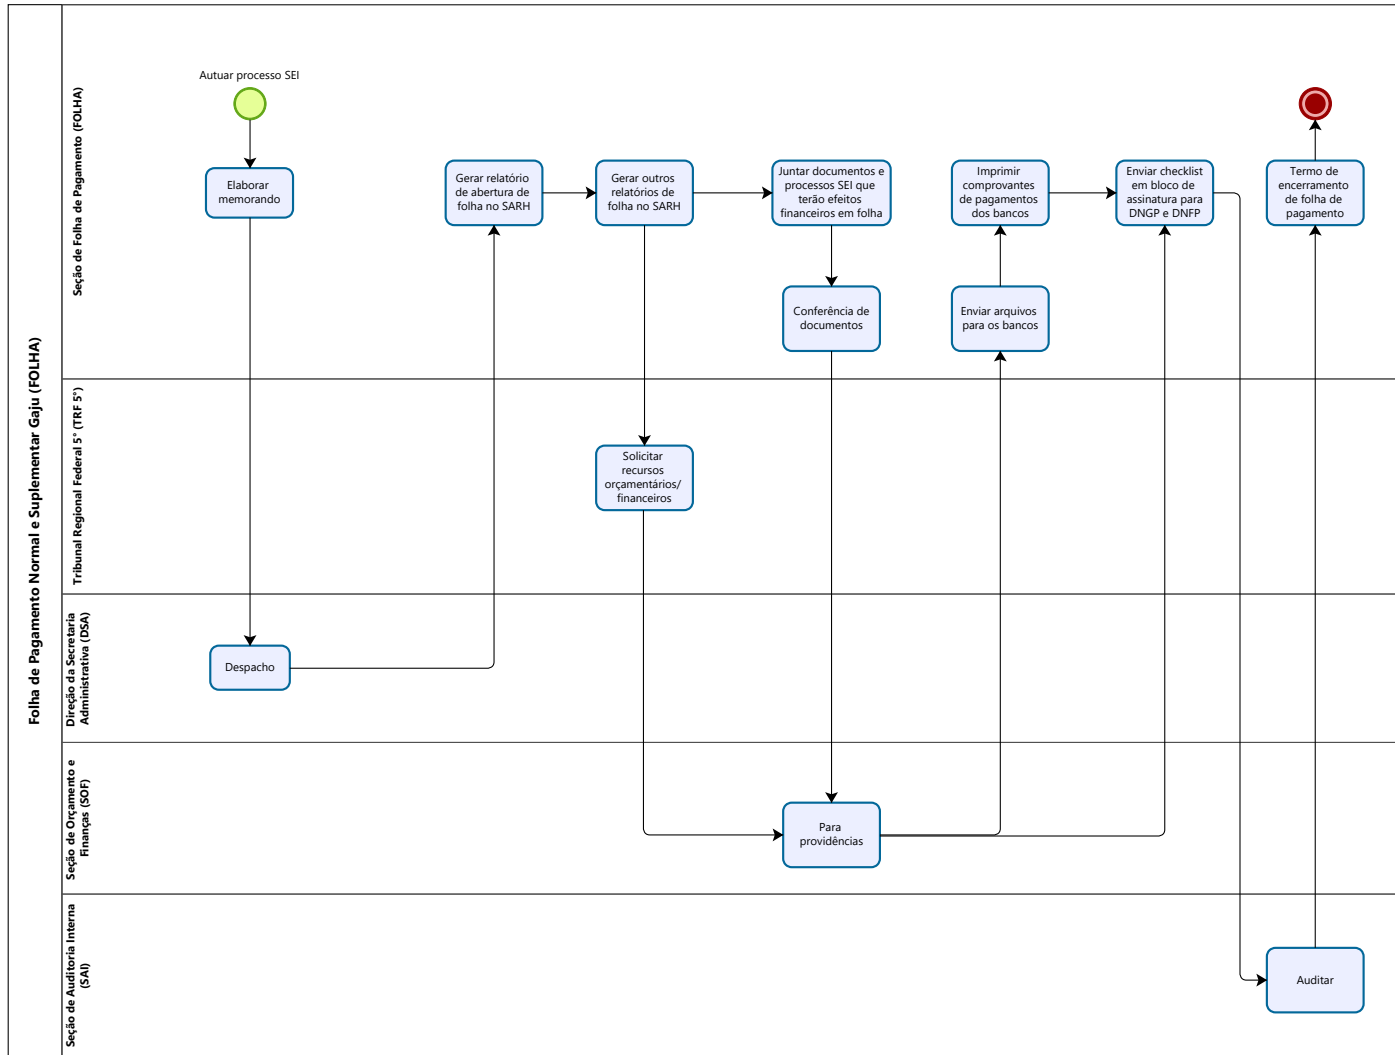 Folha de Pagamento Normal e Suplementar Gaju (FOLHA)
Seção de Folha de Pagamento (FOLHA)
Autuar processo SEI
Elaborar
memorando
Gerar relatório
de abertura de
folha no SARH
Gerar outros
relatórios de
folha no SARH
Juntar documentos e
processos SEI que
terão efeitos
financeiros em folha
Imprimir
comprovantes
de pagamentos
dos bancos
Enviar checklist
em bloco de
assinatura para
DNGP e DNFP
Termo de
encerramento
de folha de
pagamento
Conferência de
documentos
Enviar arquivos
para os bancos
Tribunal Regional Federal 5° (TRF 5°)
Solicitar
recursos
orçamentários/
financeiros
Direção da Secretaria
Administrativa (DSA)
Despacho
Seção de Orçamento e
Finanças (SOF)
Para
providências
Seção de Auditoria Interna
(SAI)
Auditar